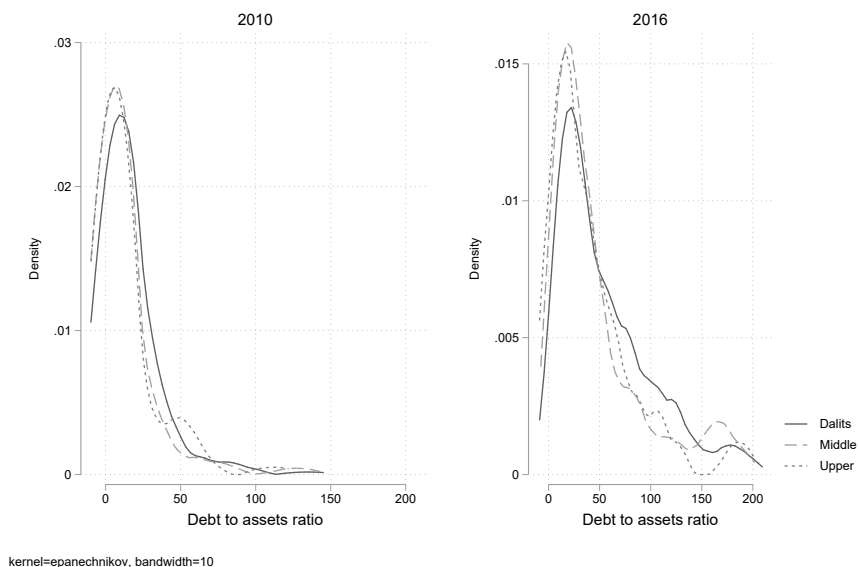 2010
2016
.03
.02
.01
0
Density
0 50 100 150 200
Debt to assets ratio
.015
.01
.005
0
Density
0 50 100 150 200
Debt to assets ratio
Dalits
Middle
Upper
kernel=epanechnikov, bandwidth=10